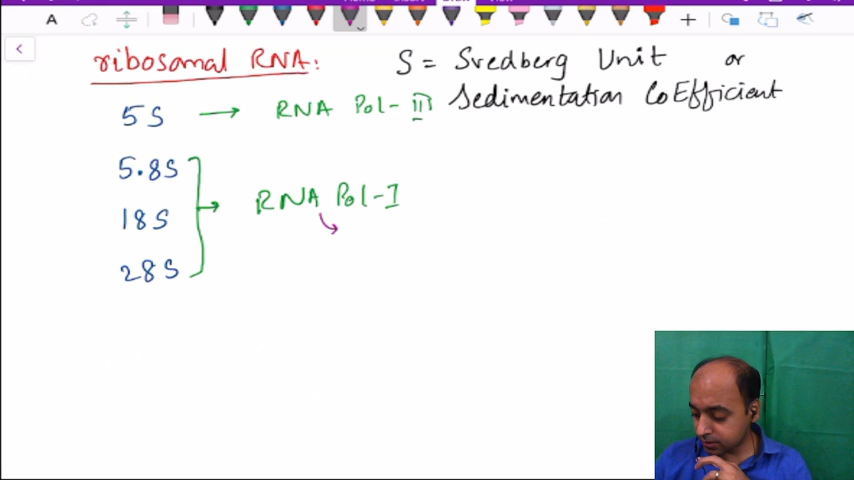 ribosomal RNA: S = Svedberg Unit or
Sedimentation CoEfficient
5S → RNA Pol-III
5.8S
18S
28S
→ RNA Pol-I